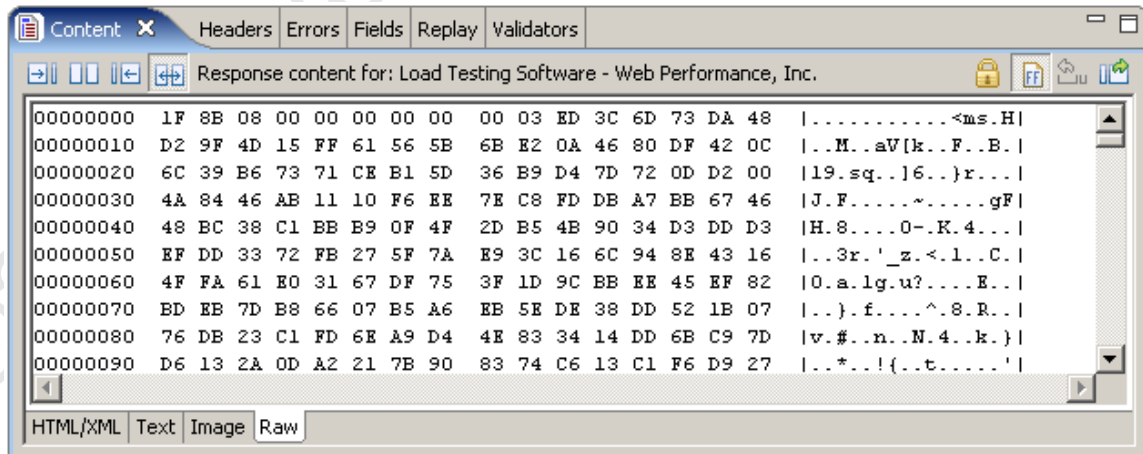 Content Headers Errors Fields Replay Validators
Response content for: Load Testing Software - Web Performance, Inc.
00000000 1F 8B 08 00 00 00 00 00 00 03 ED 3C 6D 73 DA 48 |...........<ms.H|
00000010 D2 9F 4D 15 FF 61 56 5B 6B E2 0A 46 80 DF 42 0C |..M..aV[k..F..B.|
00000020 6C 39 B6 73 71 CE B1 5D 36 B9 D4 7D 72 0D D2 00 |l9.sq..]6..}r...|
00000030 4A 84 46 AB 11 10 F6 EE 7E C8 FD DB A7 BB 67 46 |J.F.....~.....gF|
00000040 48 BC 38 C1 BB B9 0F 4F 2D B5 4B 90 34 D3 DD D3 |H.8....O-.K.4...|
00000050 EF DD 33 72 FB 27 5F 7A E9 3C 16 6C 94 8E 43 16 |..3r.'_z.<.l..C.|
00000060 4F FA 61 E0 31 67 DF 75 3F 1D 9C BB EE 45 EF 82 |O.a.1g.u?....E..|
00000070 BD EB 7D B8 66 07 B5 A6 EB 5E DE 38 DD 52 1B 07 |..}.f....^.8.R..|
00000080 76 DB 23 C1 FD 6E A9 D4 4E 83 34 14 DD 6B C9 7D |v.#..n..N.4..k.}|
00000090 D6 13 2A 0D A2 21 7B 90 83 74 C6 13 C1 F6 D9 27 |..*..!{..t.....'|
HTML/XML Text Image Raw